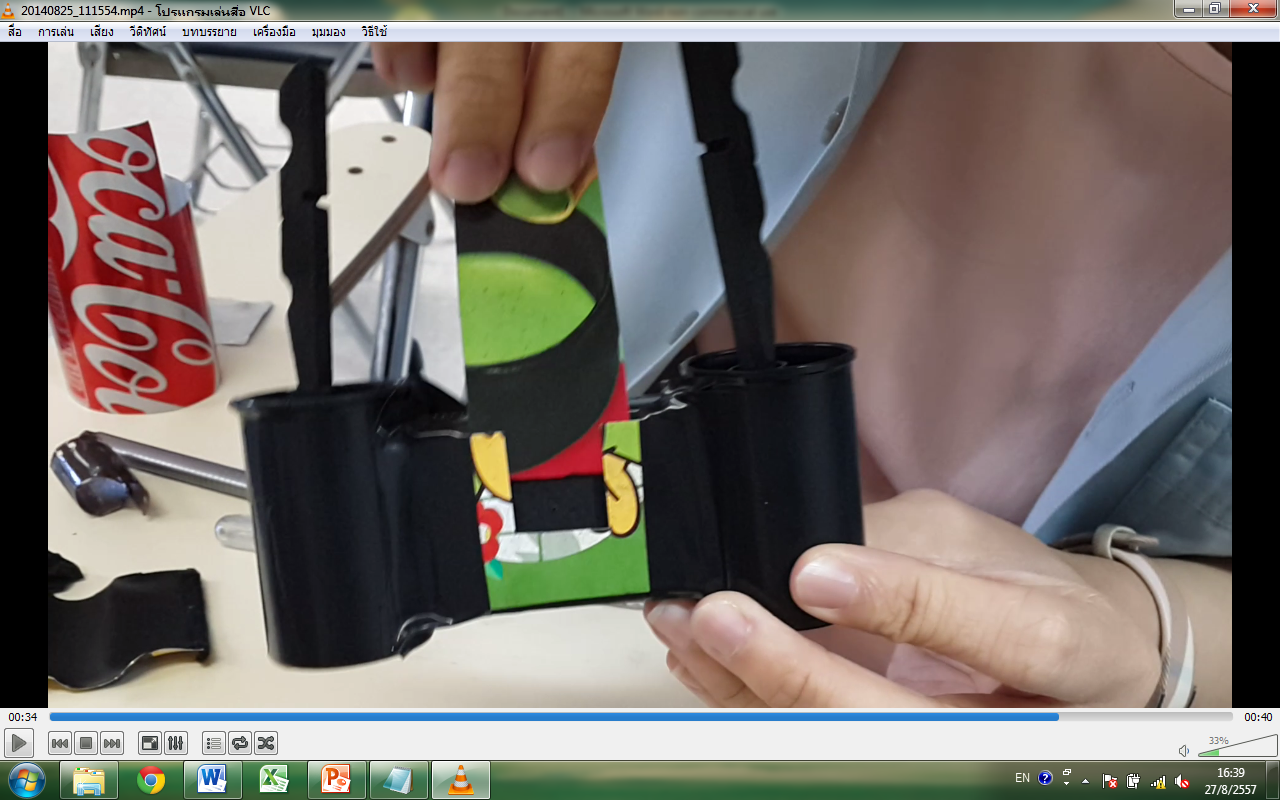 20140825_111554.mp4 - โปรแกรมเล่นสื่อ VLC
สื่อ การเล่น เสียง วีดิทัศน์ บทบรรยาย เครื่องมือ มุมมอง วิธีใช้
oca-Col
00:34 00:40
33%
EN 16:39
27/8/2557